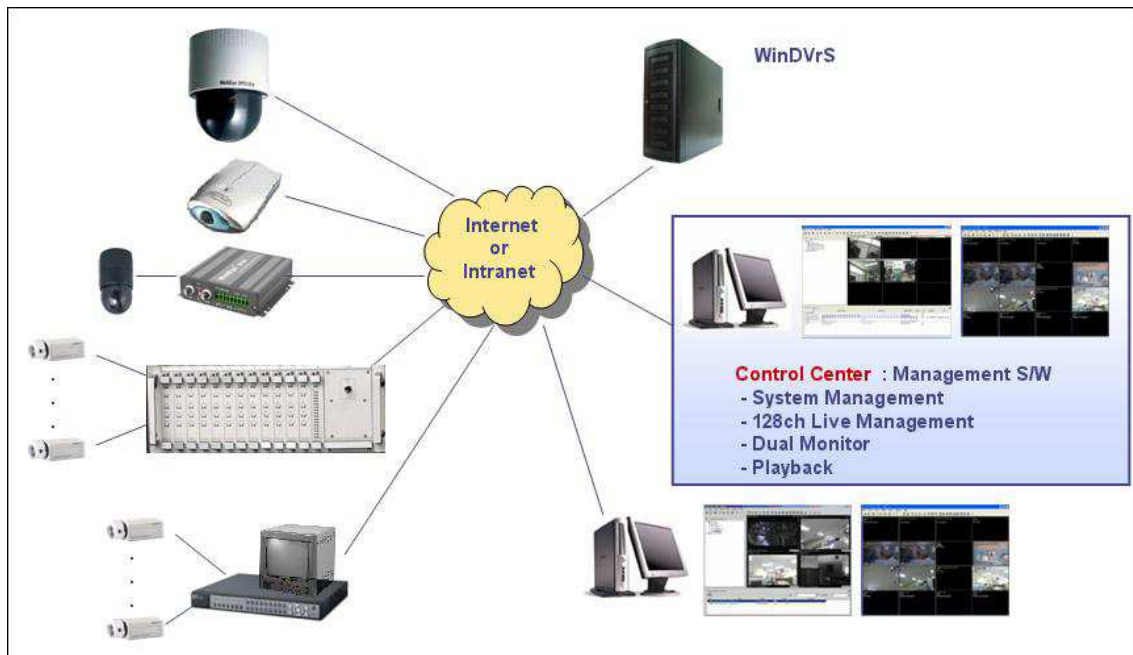 WinDVrS
Internet
or
Intranet
Control Center : Management S/W
- System Management
- 128ch Live Management
- Dual Monitor
- Playback